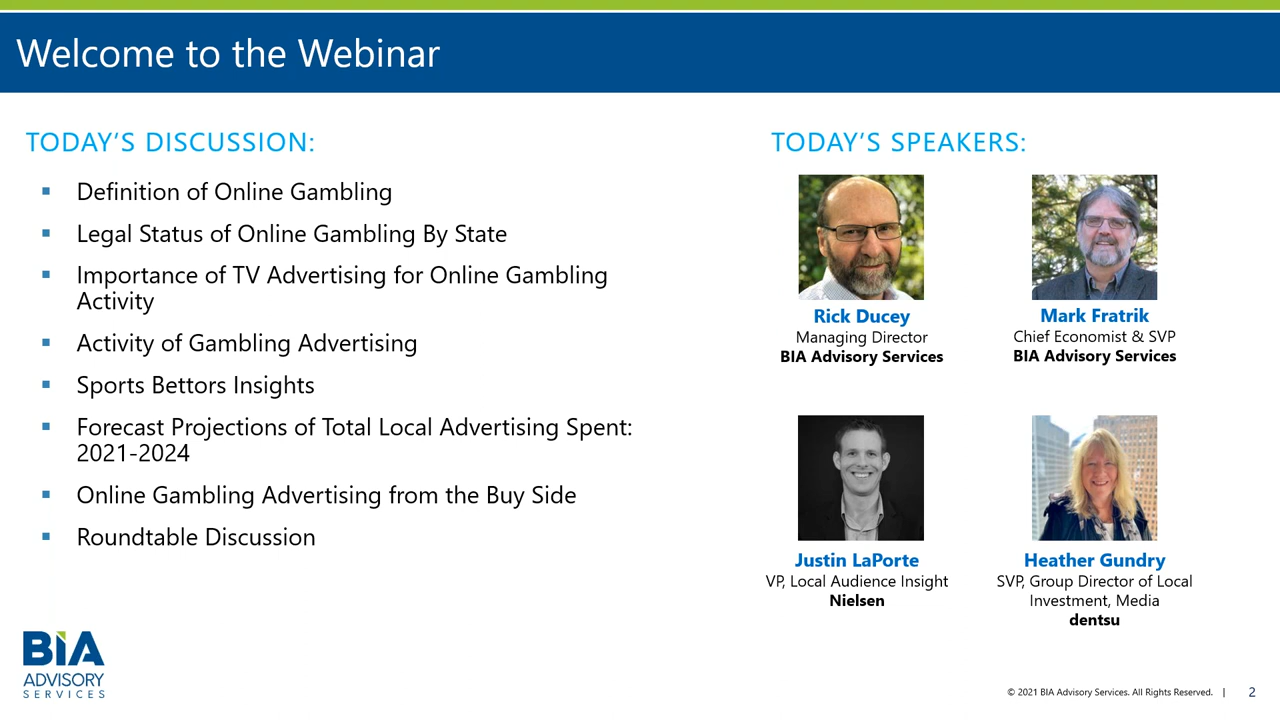 Welcome to the Webinar
TODAY'S DISCUSSION:
Definition of Online Gambling
Legal Status of Online Gambling By State
Importance of TV Advertising for Online Gambling
Activity
Activity of Gambling Advertising
Sports Bettors Insights
Forecast Projections of Total Local Advertising Spent:
2021-2024
Online Gambling Advertising from the Buy Side
Roundtable Discussion
TODAY'S SPEAKERS:
Rick Ducey
Managing Director
BIA Advisory Services
Mark Fratrik
Chief Economist & SVP
BIA Advisory Services
Justin LaPorte
VP, Local Audience Insight
Nielsen
Heather Gundry
SVP, Group Director of Local
Investment, Media
dentsu
BIA
ADVISORY
SERVICES
© 2021 BIA Advisory Services. All Rights Reserved. | 2